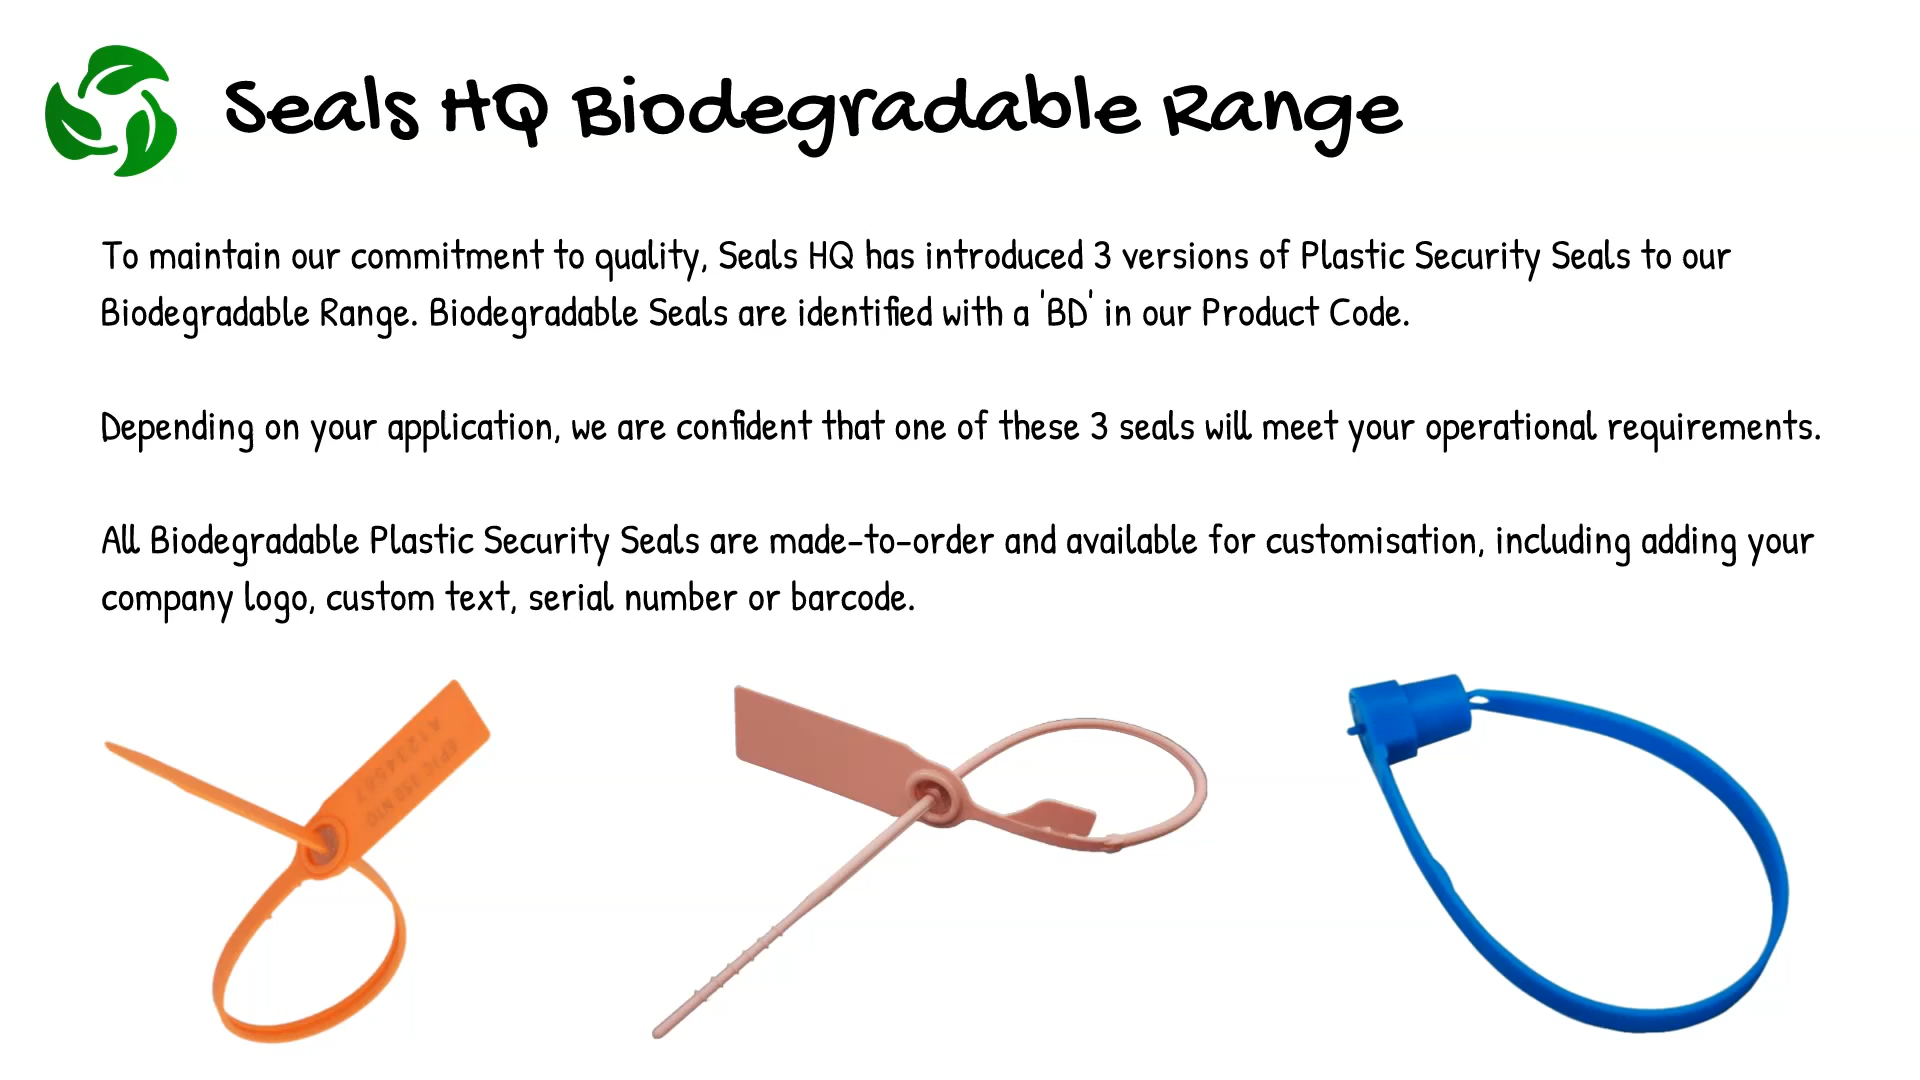 Seals HQ Biodegradable Range
To maintain our commitment to quality, Seals HQ has introduced 3 versions of Plastic Security Seals to our
Biodegradable Range. Biodegradable Seals are identified with a 'BD' in our Product Code.
Depending on your application, we are confident that one of these 3 seals will meet your operational requirements.
All Biodegradable Plastic Security Seals are made-to-order and available for customisation, including adding your
company logo, custom text, serial number or barcode.
A1234567